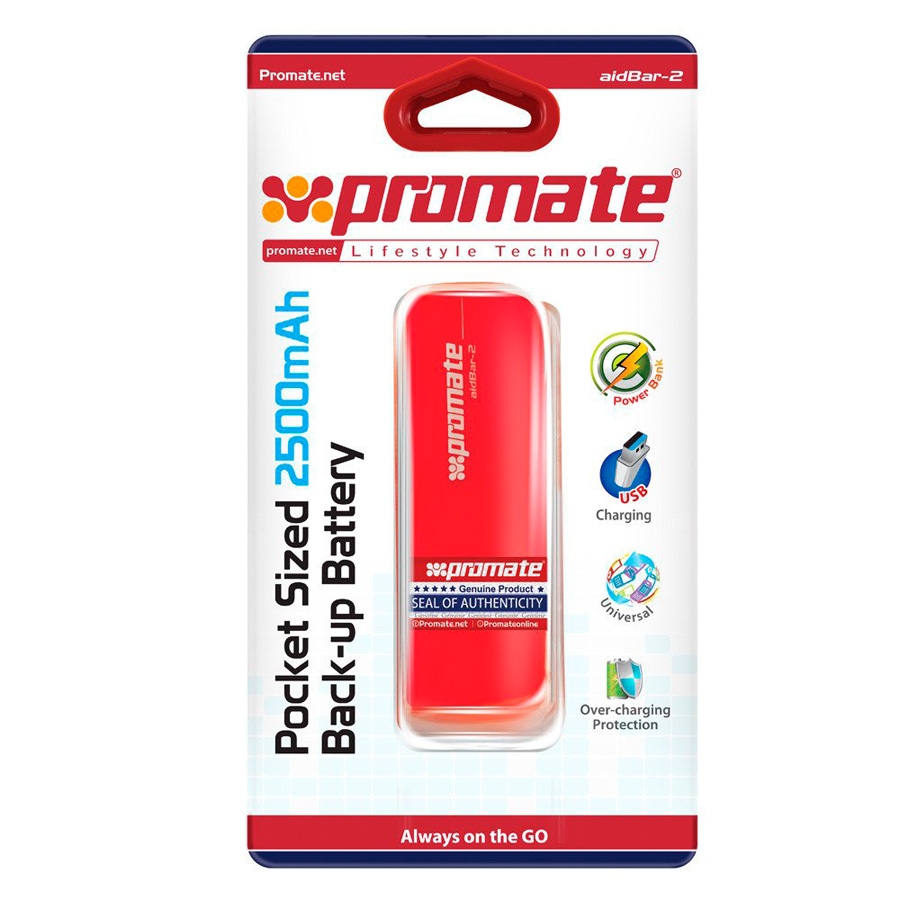 Promate.net
aidBar-2
promate®
promate.net Lifestyle Technology
Pocket Sized 2500mAh
Back-up Battery
promate
aidBar-2
promate
Genuine Product
SEAL OF AUTHENTICITY
Promate.net | Promateonline
Power Bank
USB
Charging
Universal
Over-charging
Protection
Always on the GO